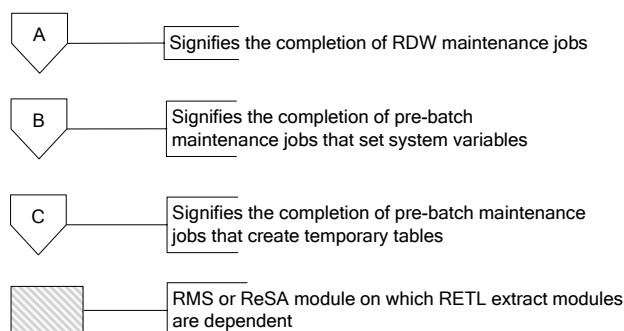 A
Signifies the completion of RDW maintenance jobs
B
Signifies the completion of pre-batch
maintenance jobs that set system variables
C
Signifies the completion of pre-batch maintenance
jobs that create temporary tables
RMS or ReSA module on which RETL extract modules
are dependent